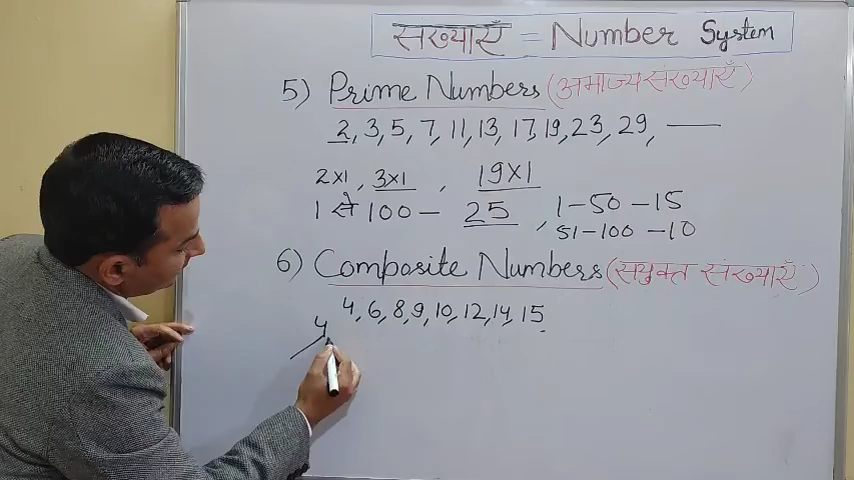 संख्याएँ = Number System
5) Prime Numbers (अभाज्य संख्याएँ)
2, 3, 5, 7, 11, 13, 17, 19, 23, 29, ——
2x1, 3x1, 19x1
1 से 100 – 25, 1–50 –15
51–100 –10
6) Composite Numbers (सयुक्त संख्याएँ)
4, 6, 8, 9, 10, 12, 14, 15
4